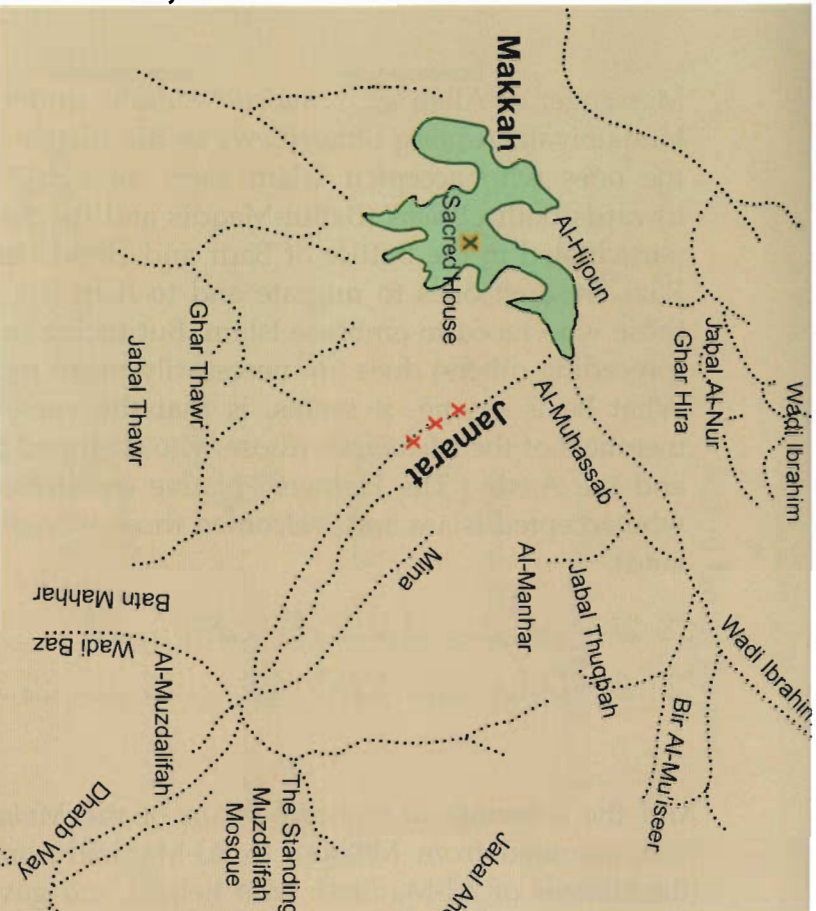 Makkah
Sacred House
Al-Hijoun
Jabal Al-Nur
Ghar Hira
Wadi Ibrahim
Ghar Thawr
Jabal Thawr
Jamarat
Al-Muhassab
Mina
Al-Manhar
Jabal Thuqbah
Wadi Ibrahim
Bir Al-Mu'iseer
Batn Mahhar
Wadi Baz
Al-Muzdalifah
Dhabb Way
The Standing
Muzdalifah
Mosque
Jabal